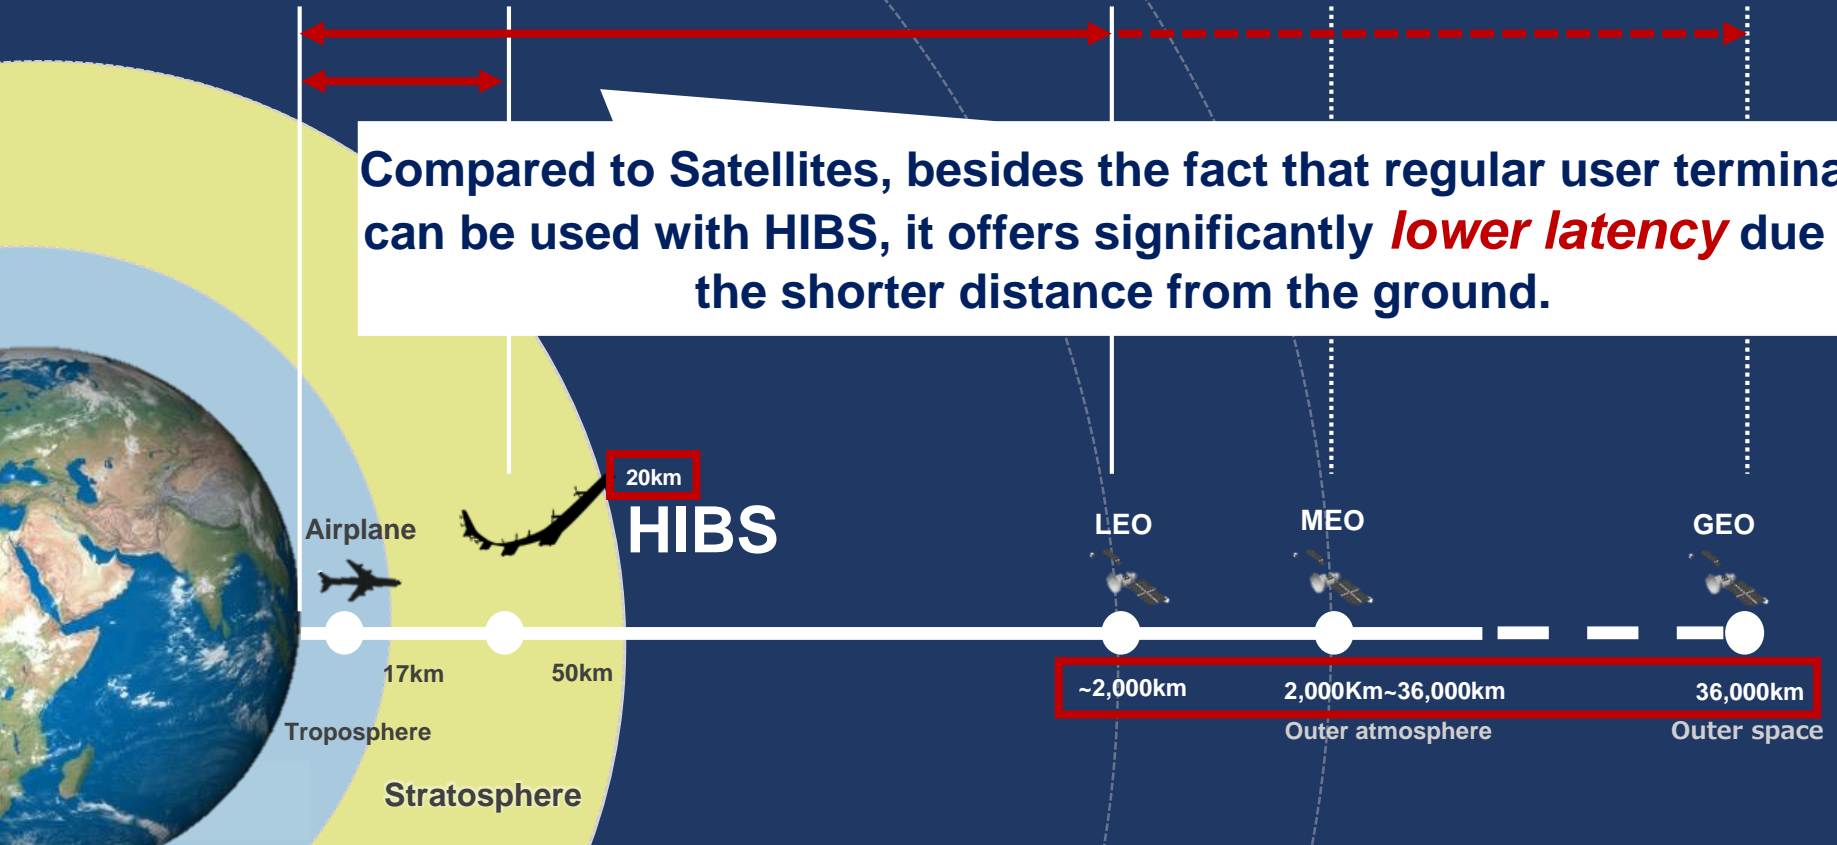 Compared to Satellites, besides the fact that regular user termina
can be used with HIBS, it offers significantly lower latency due
the shorter distance from the ground.
20km
HIBS
Airplane
LEO
MEO
GEO
17km
50km
~2,000km
2,000Km~36,000km
36,000km
Troposphere
Outer atmosphere
Outer space
Stratosphere